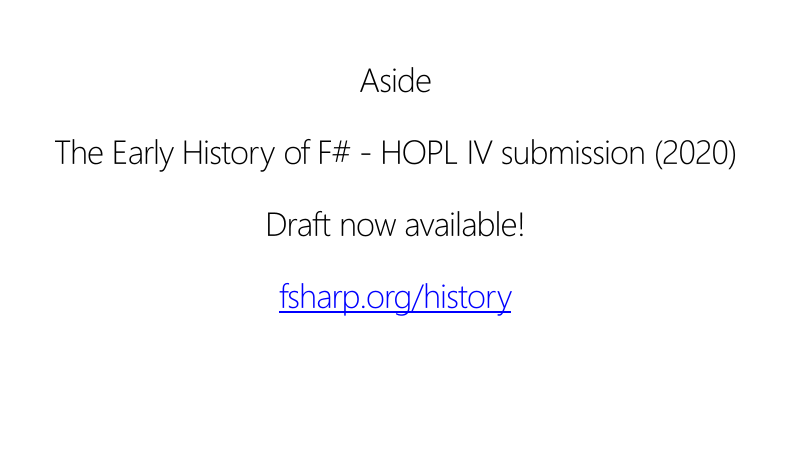 Aside
The Early History of F# - HOPL IV submission (2020)
Draft now available!
fsharp.org/history